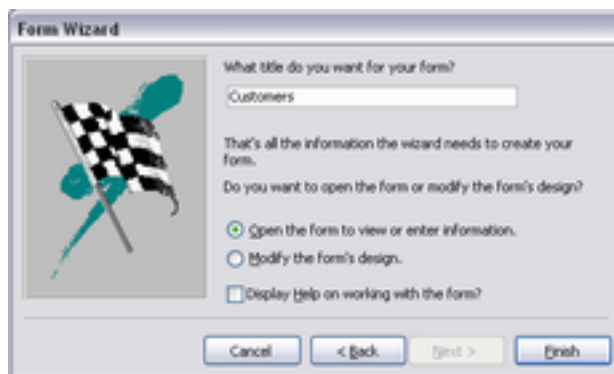 Form Wizard
What title do you want for your form?
Customers
That's all the information the wizard needs to create your
form.
Do you want to open the form or modify the form's design?
Open the form to view or enter information.
Modify the form's design.
Display Help on working with the form?
Cancel
< Back
Next >
Finish